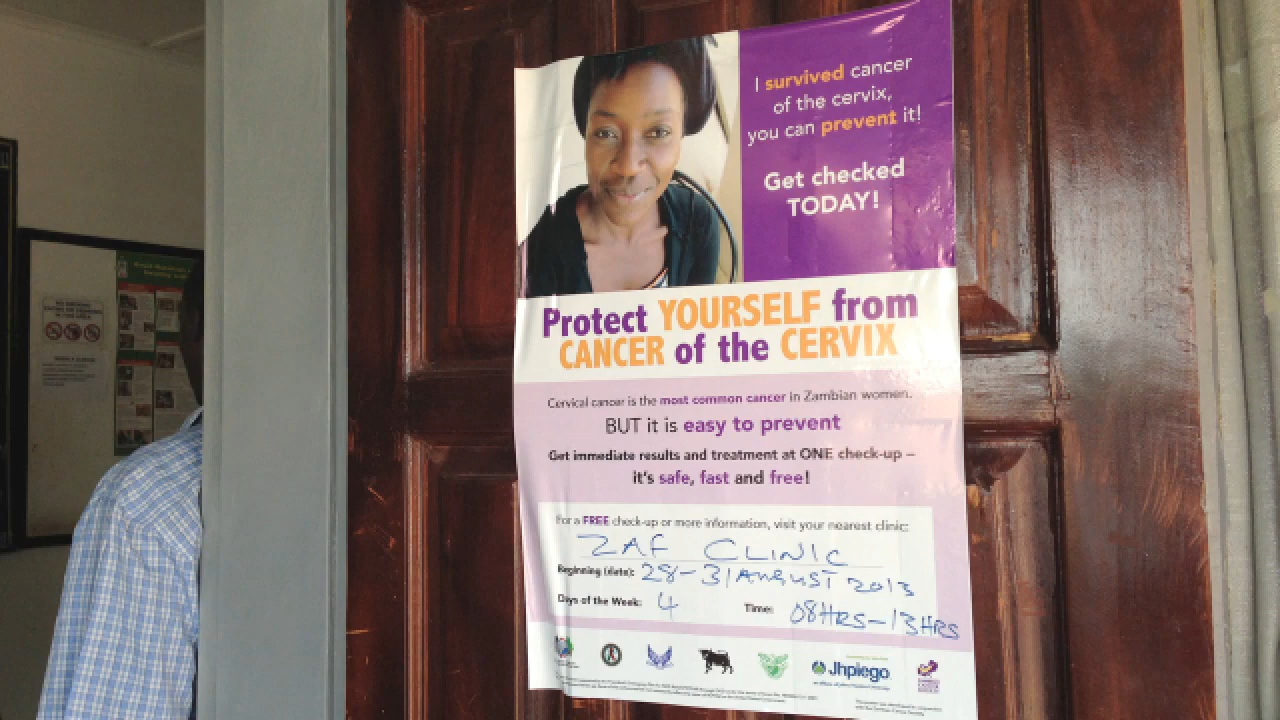 I survived cancer
of the cervix,
you can prevent it!
Get checked
TODAY!
Protect YOURSELF from
CANCER of the CERVIX
Cervical cancer is the most common cancer in Zambian women.
BUT it is easy to prevent
Get immediate results and treatment at ONE check-up –
it's safe, fast and free!
For a FREE check-up or more information, visit your nearest clinic:
ZAF CLINIC
Beginning (date): 28-31 AUGUST 2013
Days of the Week: 4 Time: 08HRS-13HRS
Jhpiego